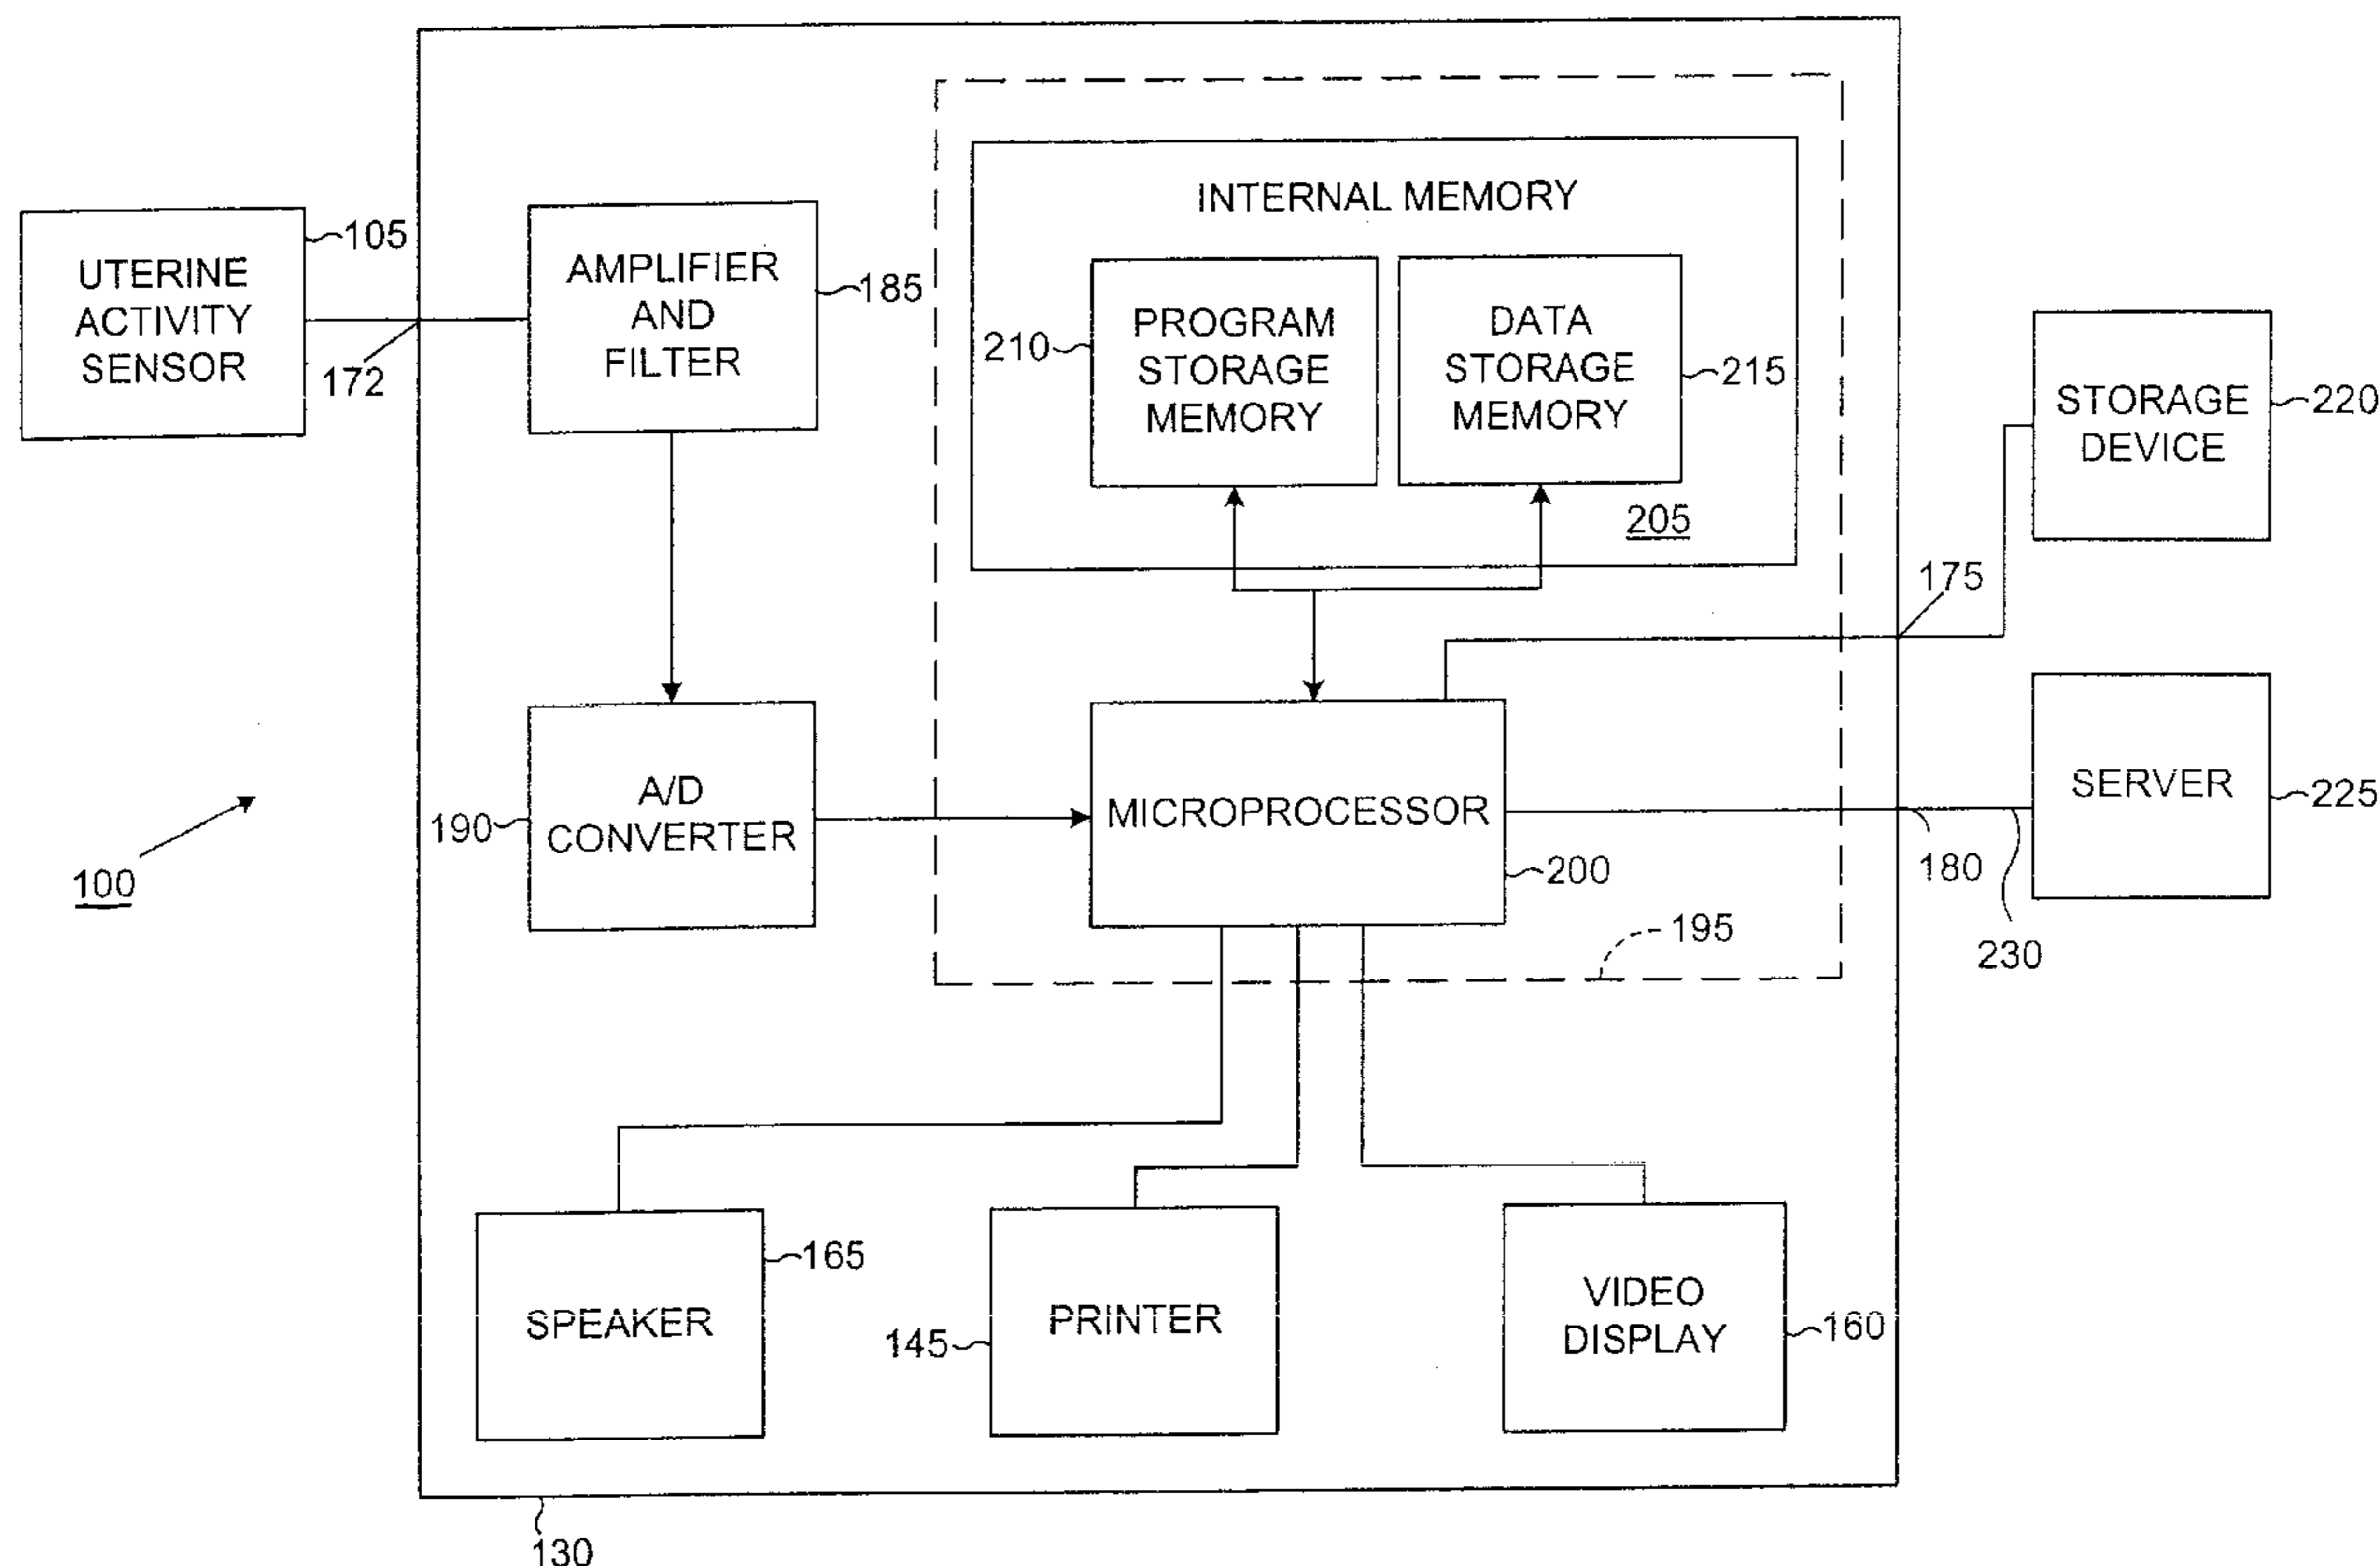 INTERNAL MEMORY
UTERINE
ACTIVITY
SENSOR
105
172
AMPLIFIER
AND
FILTER
185
210
PROGRAM
STORAGE
MEMORY
DATA
STORAGE
MEMORY
215
205
STORAGE
DEVICE
220
175
100
190
A/D
CONVERTER
MICROPROCESSOR
200
SERVER
225
180
230
195
SPEAKER
165
145
PRINTER
VIDEO
DISPLAY
160
130